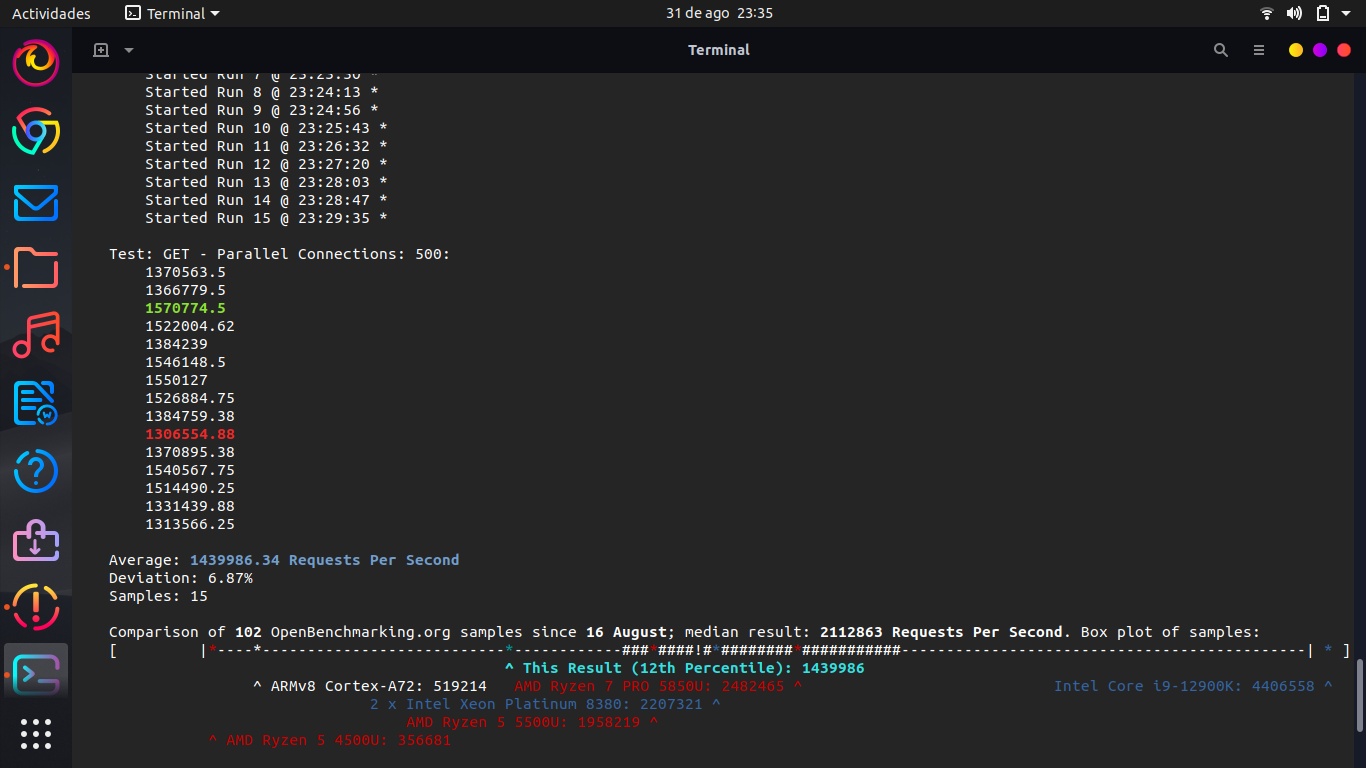 Actividades Terminal 31 de ago 23:35
Terminal
Started Run 7 @ 23:23:30 *
Started Run 8 @ 23:24:13 *
Started Run 9 @ 23:24:56 *
Started Run 10 @ 23:25:43 *
Started Run 11 @ 23:26:32 *
Started Run 12 @ 23:27:20 *
Started Run 13 @ 23:28:03 *
Started Run 14 @ 23:28:47 *
Started Run 15 @ 23:29:35 *
Test: GET - Parallel Connections: 500:
1370563.5
1366779.5
1570774.5
1522004.62
1384239
1546148.5
1550127
1526884.75
1384759.38
1306554.88
1370895.38
1540567.75
1514490.25
1331439.88
1313566.25
Average: 1439986.34 Requests Per Second
Deviation: 6.87%
Samples: 15
Comparison of 102 OpenBenchmarking.org samples since 16 August; median result: 2112863 Requests Per Second. Box plot of samples:
[ |*----*---------------------------*------------###*####!#*########*###########---------------------------------------------| * ]
^ This Result (12th Percentile): 1439986
^ ARMv8 Cortex-A72: 519214 AMD Ryzen 7 PRO 5850U: 2482465 ^ Intel Core i9-12900K: 4406558 ^
2 x Intel Xeon Platinum 8380: 2207321 ^
AMD Ryzen 5 5500U: 1958219 ^
^ AMD Ryzen 5 4500U: 356681